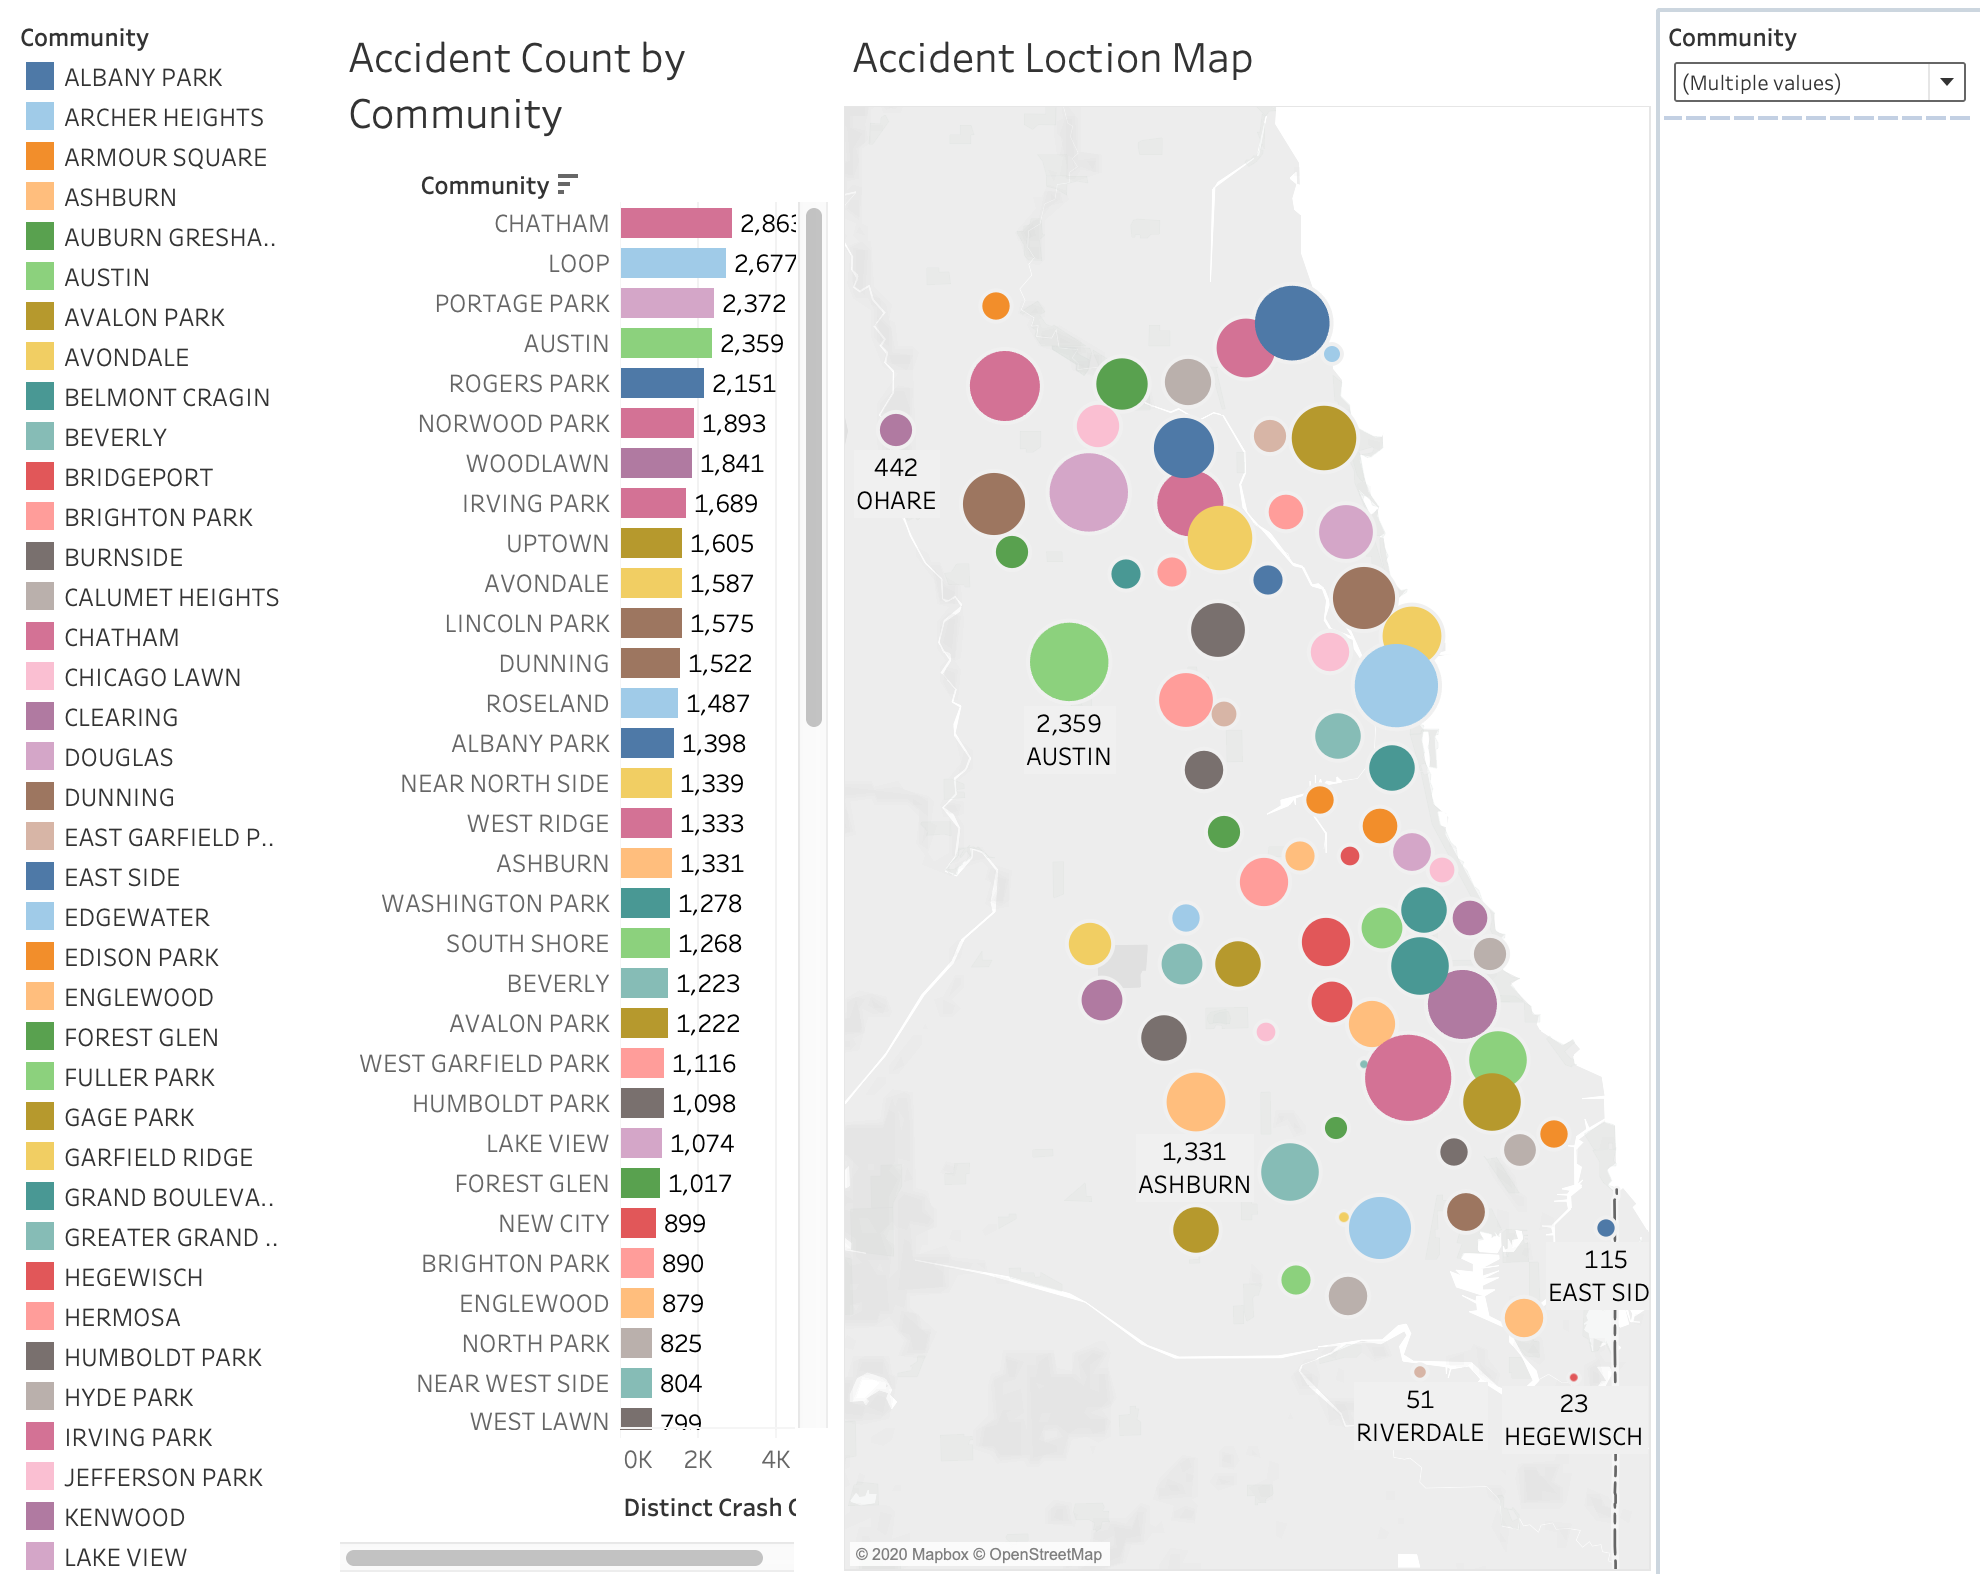 Community
ALBANY PARK
ARCHER HEIGHTS
ARMOUR SQUARE
ASHBURN
AUBURN GRESHA..
AUSTIN
AVALON PARK
AVONDALE
BELMONT CRAGIN
BEVERLY
BRIDGEPORT
BRIGHTON PARK
BURNSIDE
CALUMET HEIGHTS
CHATHAM
CHICAGO LAWN
CLEARING
DOUGLAS
DUNNING
EAST GARFIELD P..
EAST SIDE
EDGEWATER
EDISON PARK
ENGLEWOOD
FOREST GLEN
FULLER PARK
GAGE PARK
GARFIELD RIDGE
GRAND BOULEVA..
GREATER GRAND ..
HEGEWISCH
HERMOSA
HUMBOLDT PARK
HYDE PARK
IRVING PARK
JEFFERSON PARK
KENWOOD
LAKE VIEW
Accident Count by
Community
Community
CHATHAM 2,863
LOOP 2,677
PORTAGE PARK 2,372
AUSTIN 2,359
ROGERS PARK 2,151
NORWOOD PARK 1,893
WOODLAWN 1,841
IRVING PARK 1,689
UPTOWN 1,605
AVONDALE 1,587
LINCOLN PARK 1,575
DUNNING 1,522
ROSELAND 1,487
ALBANY PARK 1,398
NEAR NORTH SIDE 1,339
WEST RIDGE 1,333
ASHBURN 1,331
WASHINGTON PARK 1,278
SOUTH SHORE 1,268
BEVERLY 1,223
AVALON PARK 1,222
WEST GARFIELD PARK 1,116
HUMBOLDT PARK 1,098
LAKE VIEW 1,074
FOREST GLEN 1,017
NEW CITY 899
BRIGHTON PARK 890
ENGLEWOOD 879
NORTH PARK 825
NEAR WEST SIDE 804
WEST LAWN 799
0K 2K 4K
Distinct Crash C
Accident Loction Map
442
OHARE
2,359
AUSTIN
1,331
ASHBURN
115
EAST SID
51
RIVERDALE
23
HEGEWISCH
© 2020 Mapbox © OpenStreetMap
Community
(Multiple values)